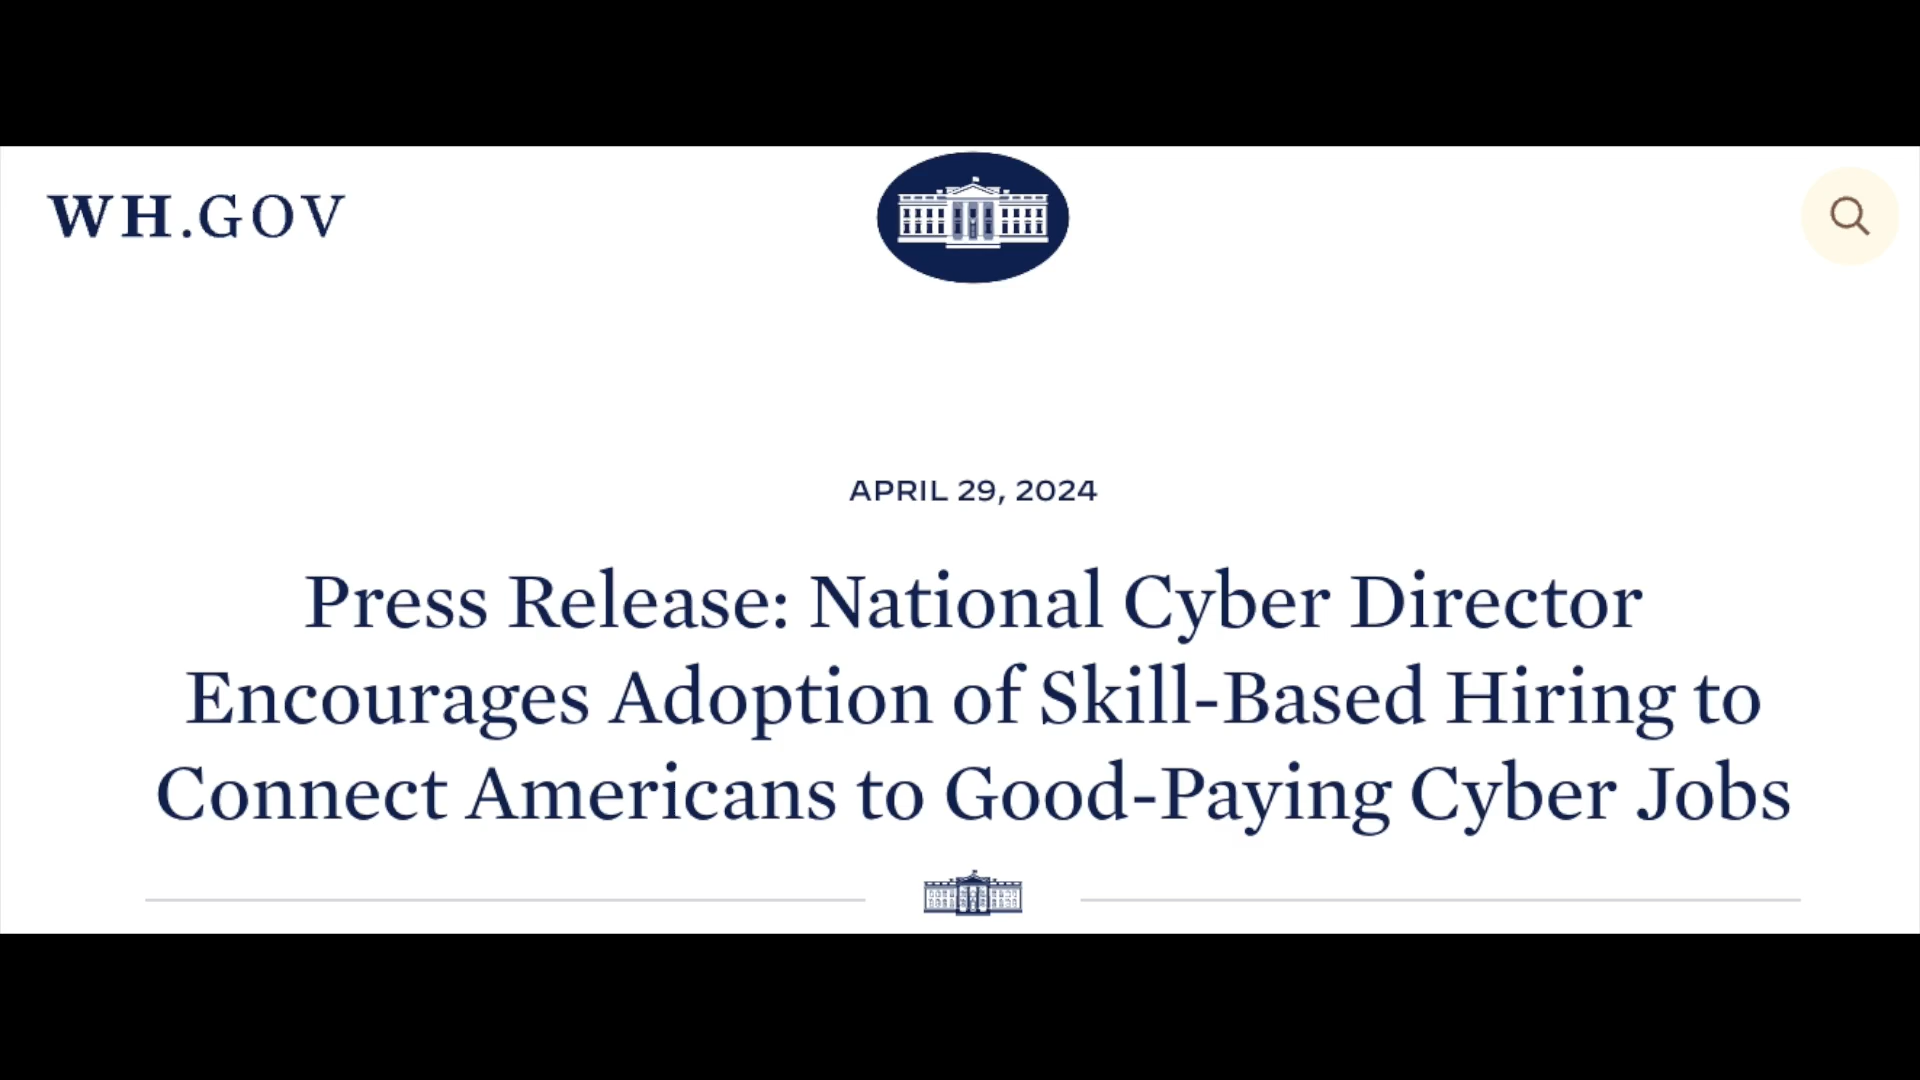 WH.GOV
APRIL 29, 2024
Press Release: National Cyber Director
Encourages Adoption of Skill-Based Hiring to
Connect Americans to Good-Paying Cyber Jobs